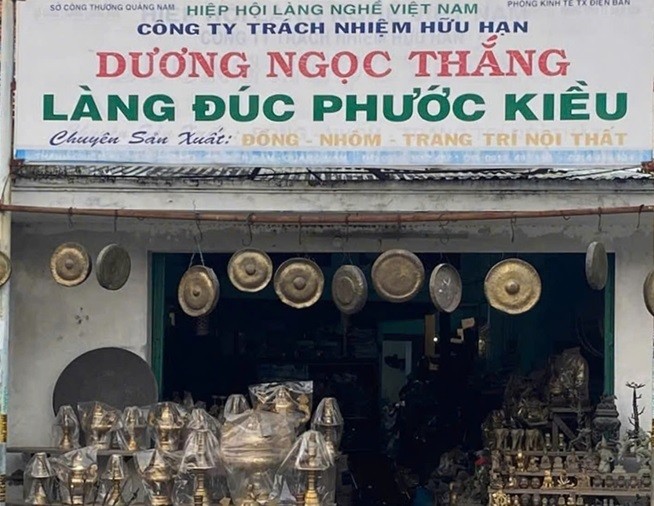 SỞ CÔNG THƯƠNG QUẢNG NAM
HIỆP HỘI LÀNG NGHỀ VIỆT NAM
PHÒNG KINH TẾ TX ĐIỆN BÀN
CÔNG TY TRÁCH NHIỆM HỮU HẠN
DƯƠNG NGỌC THẮNG
LÀNG ĐÚC PHƯỚC KIỀU
Chuyên Sản Xuất: ĐỒNG - NHÔM - TRANG TRÍ NỘI THẤT